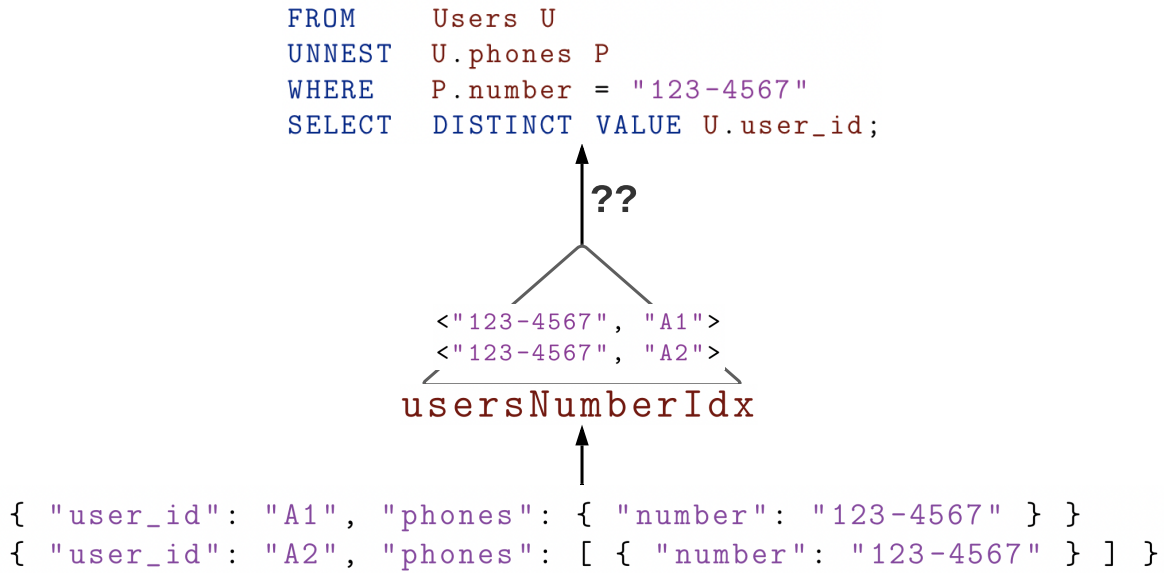 FROM Users U
UNNEST U.phones P
WHERE P.number = "123-4567"
SELECT DISTINCT VALUE U.user_id;
??
<"123-4567", "A1">
<"123-4567", "A2">
usersNumberIdx
{ "user_id": "A1", "phones": { "number": "123-4567" } }
{ "user_id": "A2", "phones": [ { "number": "123-4567" } ] }